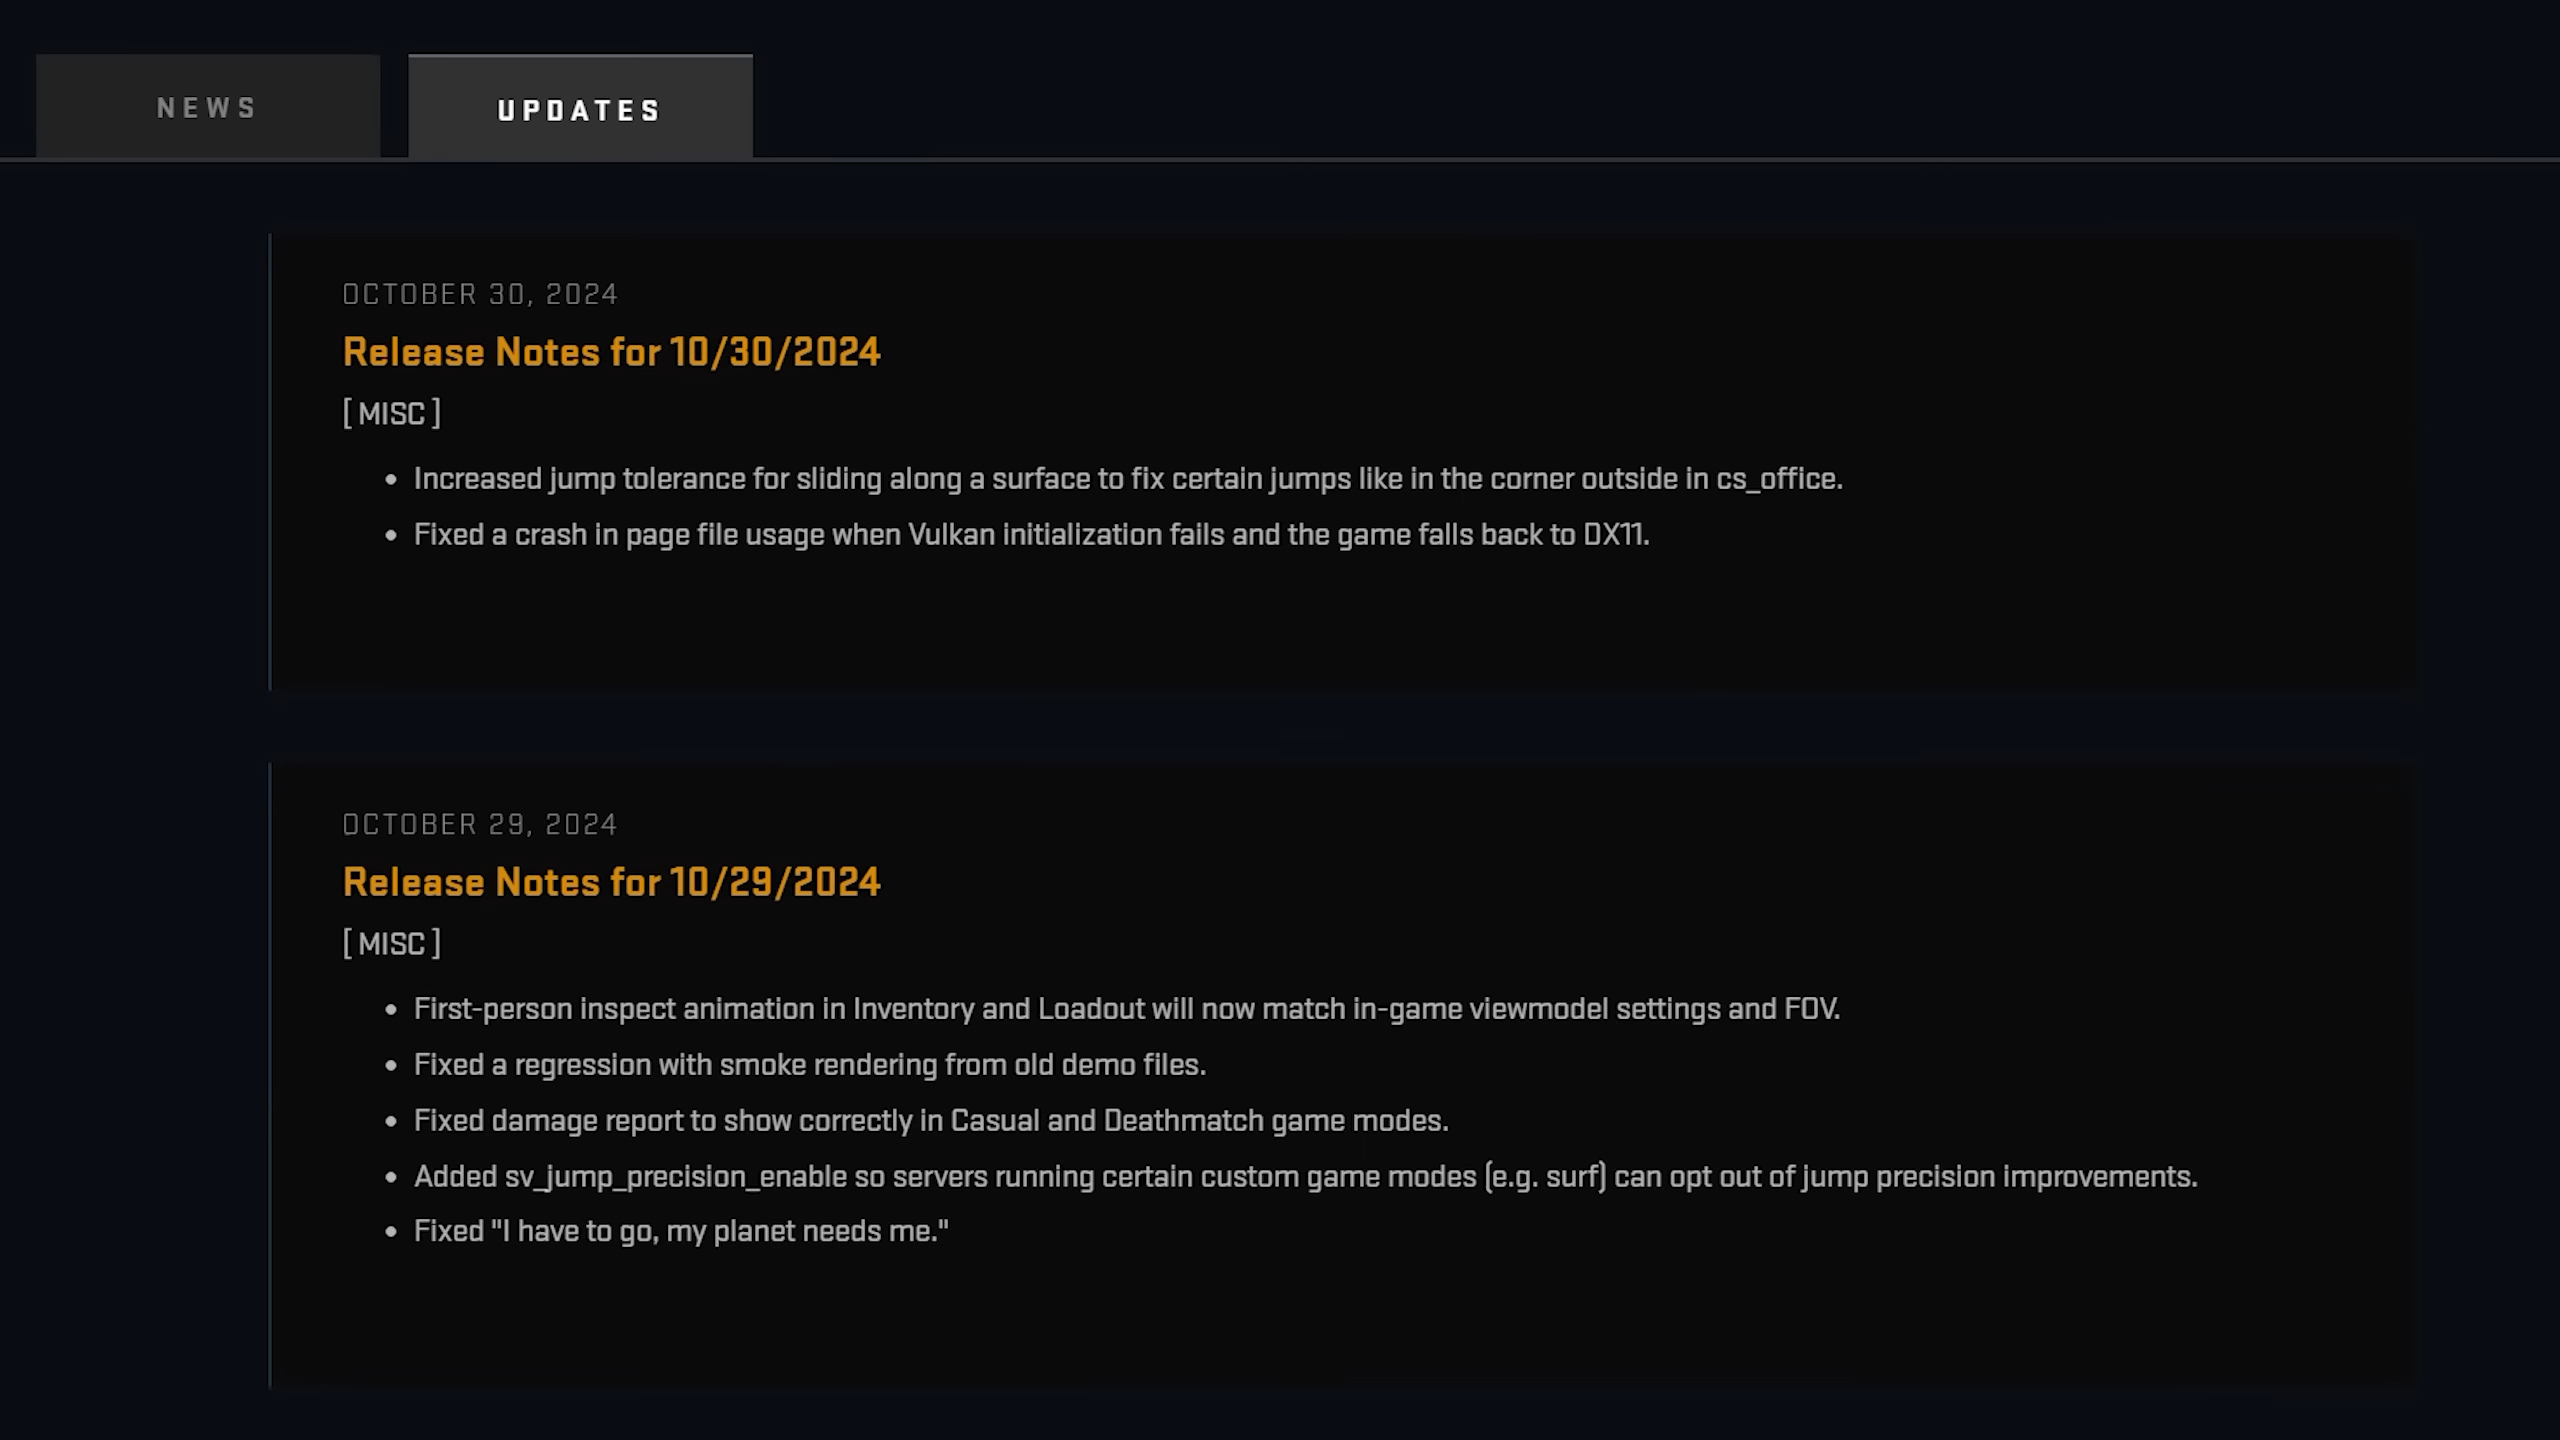 NEWS
UPDATES
OCTOBER 30, 2024
Release Notes for 10/30/2024
[ MISC ]
• Increased jump tolerance for sliding along a surface to fix certain jumps like in the corner outside in cs_office.
• Fixed a crash in page file usage when Vulkan initialization fails and the game falls back to DX11.
OCTOBER 29, 2024
Release Notes for 10/29/2024
[ MISC ]
• First-person inspect animation in Inventory and Loadout will now match in-game viewmodel settings and FOV.
• Fixed a regression with smoke rendering from old demo files.
• Fixed damage report to show correctly in Casual and Deathmatch game modes.
• Added sv_jump_precision_enable so servers running certain custom game modes (e.g. surf) can opt out of jump precision improvements.
• Fixed "I have to go, my planet needs me."